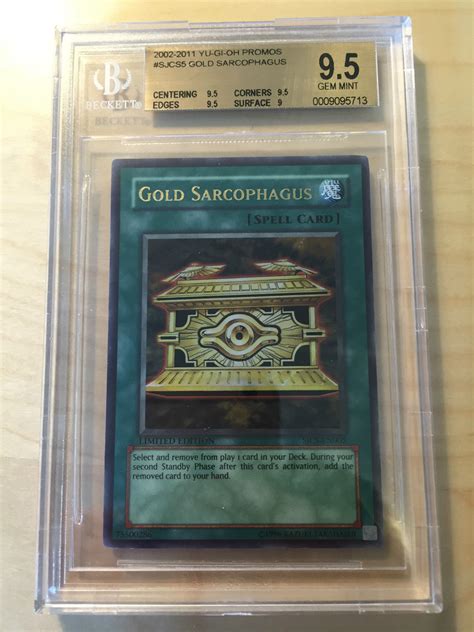 BECKETT
2002-2011 YU-GI-OH PROMOS
#SJCS5 GOLD SARCOPHAGUS
CENTERING 9.5 CORNERS 9.5
EDGES 9.5 SURFACE 9
9.5
GEM MINT
0009095713
GOLD SARCOPHAGUS
[SPELL CARD]
LIMITED EDITION
Select and remove from play 1 card in your Deck. During your
second Standby Phase after this card's activation, add the
removed card to your hand.
©1996 KAZUKI TAKAHASHI